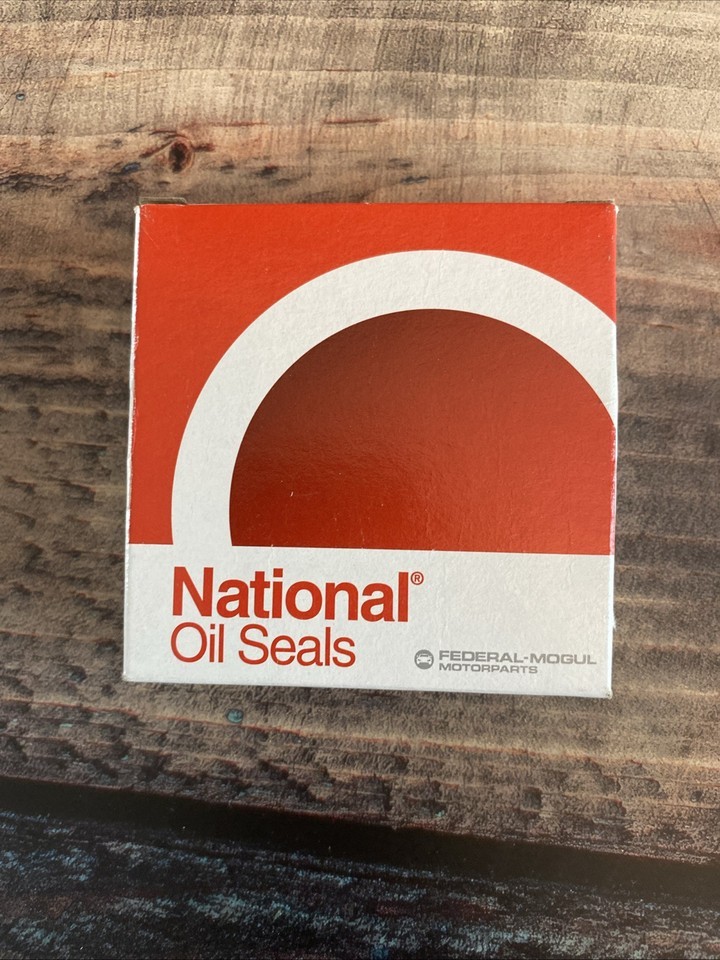 National®
Oil Seals
FEDERAL-MOGUL
MOTORPARTS